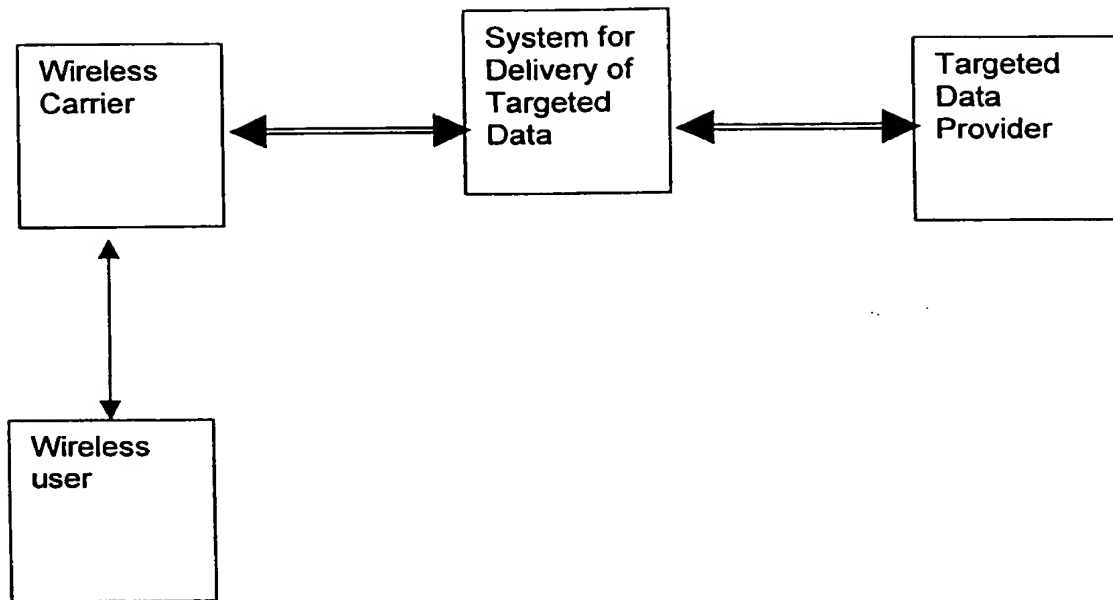 Wireless
Carrier
System for
Delivery of
Targeted
Data
Targeted
Data
Provider
Wireless
user